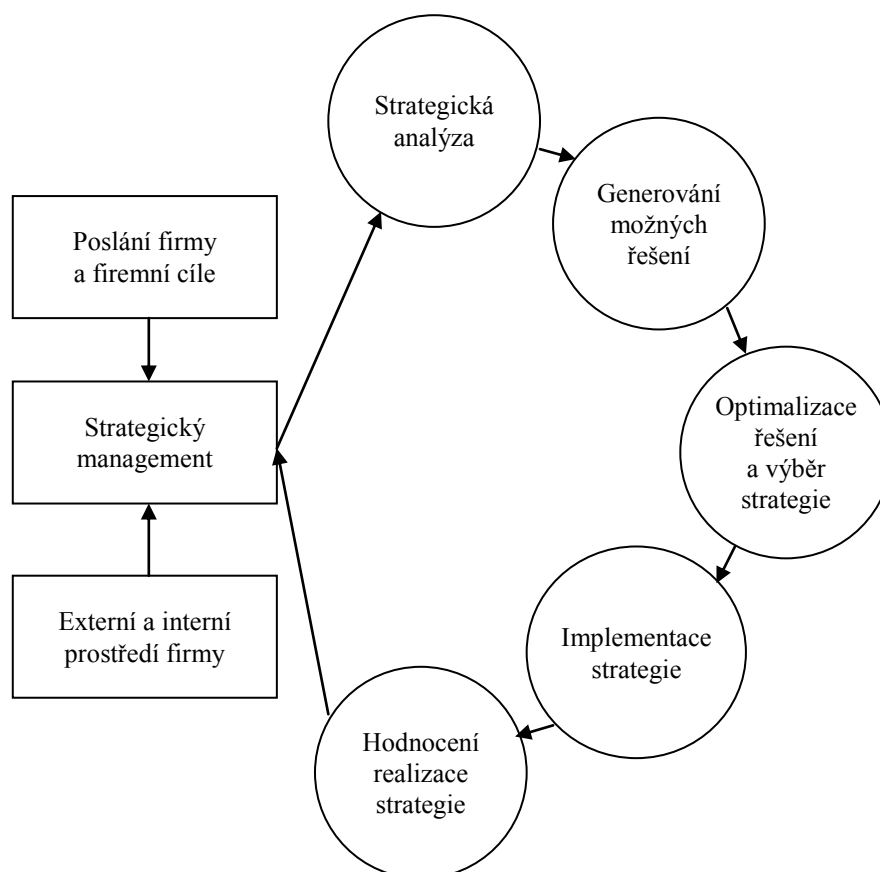 Strategická
analýza
Generování
možných
řešení
Poslání firmy
a firemní cíle
Strategický
management
Optimalizace
řešení
a výběr
strategie
Externí a interní
prostředí firmy
Implementace
strategie
Hodnocení
realizace
strategie